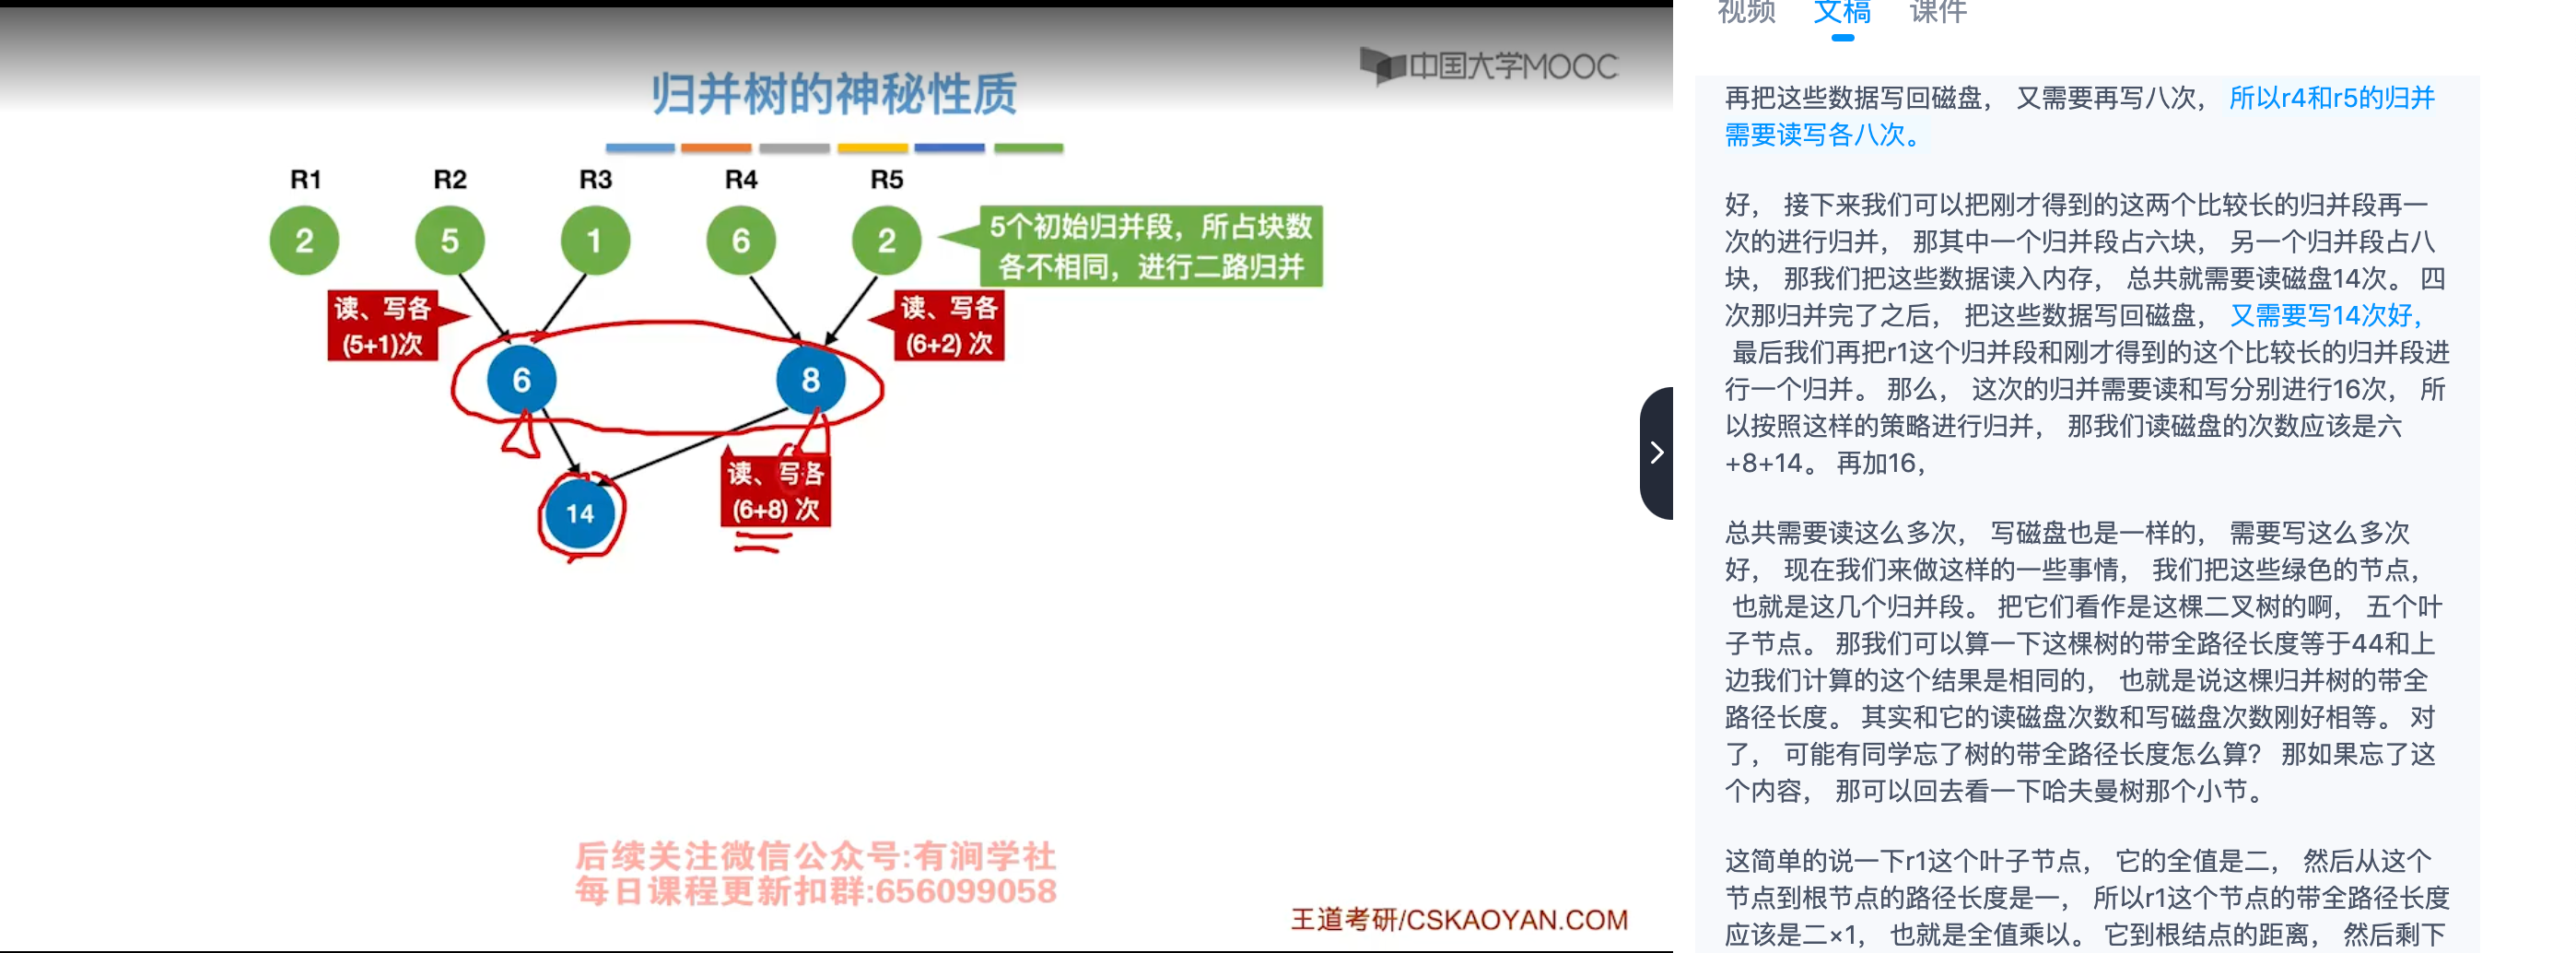 中国大学MOOC
归并树的神秘性质
R1 R2 R3 R4 R5
2 5 1 6 2
5个初始归并段，所占块数
各不相同，进行二路归并
读、写各
(5+1)次
读、写各
(6+2) 次
6 8
读、写各
(6+8) 次
14
后续关注微信公众号:有涧学社
每日课程更新扣群:656099058
王道考研/CSKAOYAN.COM
视频 文稿 课件
再把这些数据写回磁盘， 又需要再写八次， 所以r4和r5的归并
需要读写各八次。
好， 接下来我们可以把刚才得到的这两个比较长的归并段再一
次的进行归并， 那其中一个归并段占六块， 另一个归并段占八
块， 那我们把这些数据读入内存， 总共就需要读磁盘14次。 四
次那归并完了之后， 把这些数据写回磁盘， 又需要写14次好，
最后我们再把r1这个归并段和刚才得到的这个比较长的归并段进
行一个归并。 那么， 这次的归并需要读和写分别进行16次， 所
以按照这样的策略进行归并， 那我们读磁盘的次数应该是六
+8+14。 再加16，
总共需要读这么多次， 写磁盘也是一样的， 需要写这么多次
好， 现在我们来做这样的一些事情， 我们把这些绿色的节点，
也就是这几个归并段。 把它们看作是这棵二叉树的啊， 五个叶
子节点。 那我们可以算一下这棵树的带全路径长度等于44和上
边我们计算的这个结果是相同的， 也就是说这棵归并树的带全
路径长度。 其实和它的读磁盘次数和写磁盘次数刚好相等。 对
了， 可能有同学忘了树的带全路径长度怎么算？ 那如果忘了这
个内容， 那可以回去看一下哈夫曼树那个小节。
这简单的说一下r1这个叶子节点， 它的全值是二， 然后从这个
节点到根节点的路径长度是一， 所以r1这个节点的带全路径长度
应该是二×1， 也就是全值乘以。 它到根结点的距离， 然后剩下